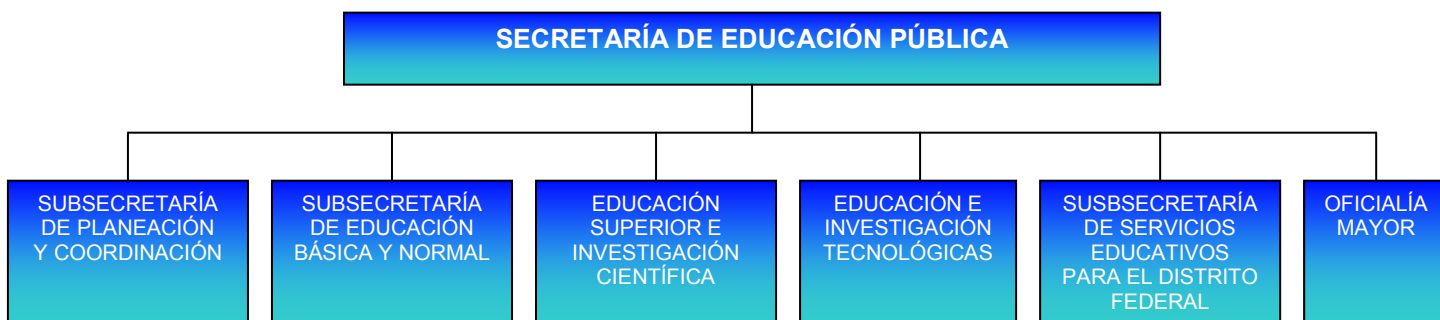 SECRETARÍA DE EDUCACIÓN PÚBLICA
SUBSECRETARÍA
DE PLANEACIÓN
Y COORDINACIÓN
SUBSECRETARÍA
DE EDUCACIÓN
BÁSICA Y NORMAL
EDUCACIÓN
SUPERIOR E
INVESTIGACIÓN
CIENTÍFICA
EDUCACIÓN E
INVESTIGACIÓN
TECNOLÓGICAS
SUSBSECRETARÍA
DE SERVICIOS
EDUCATIVOS
PARA EL DISTRITO
FEDERAL
OFICIALÍA
MAYOR